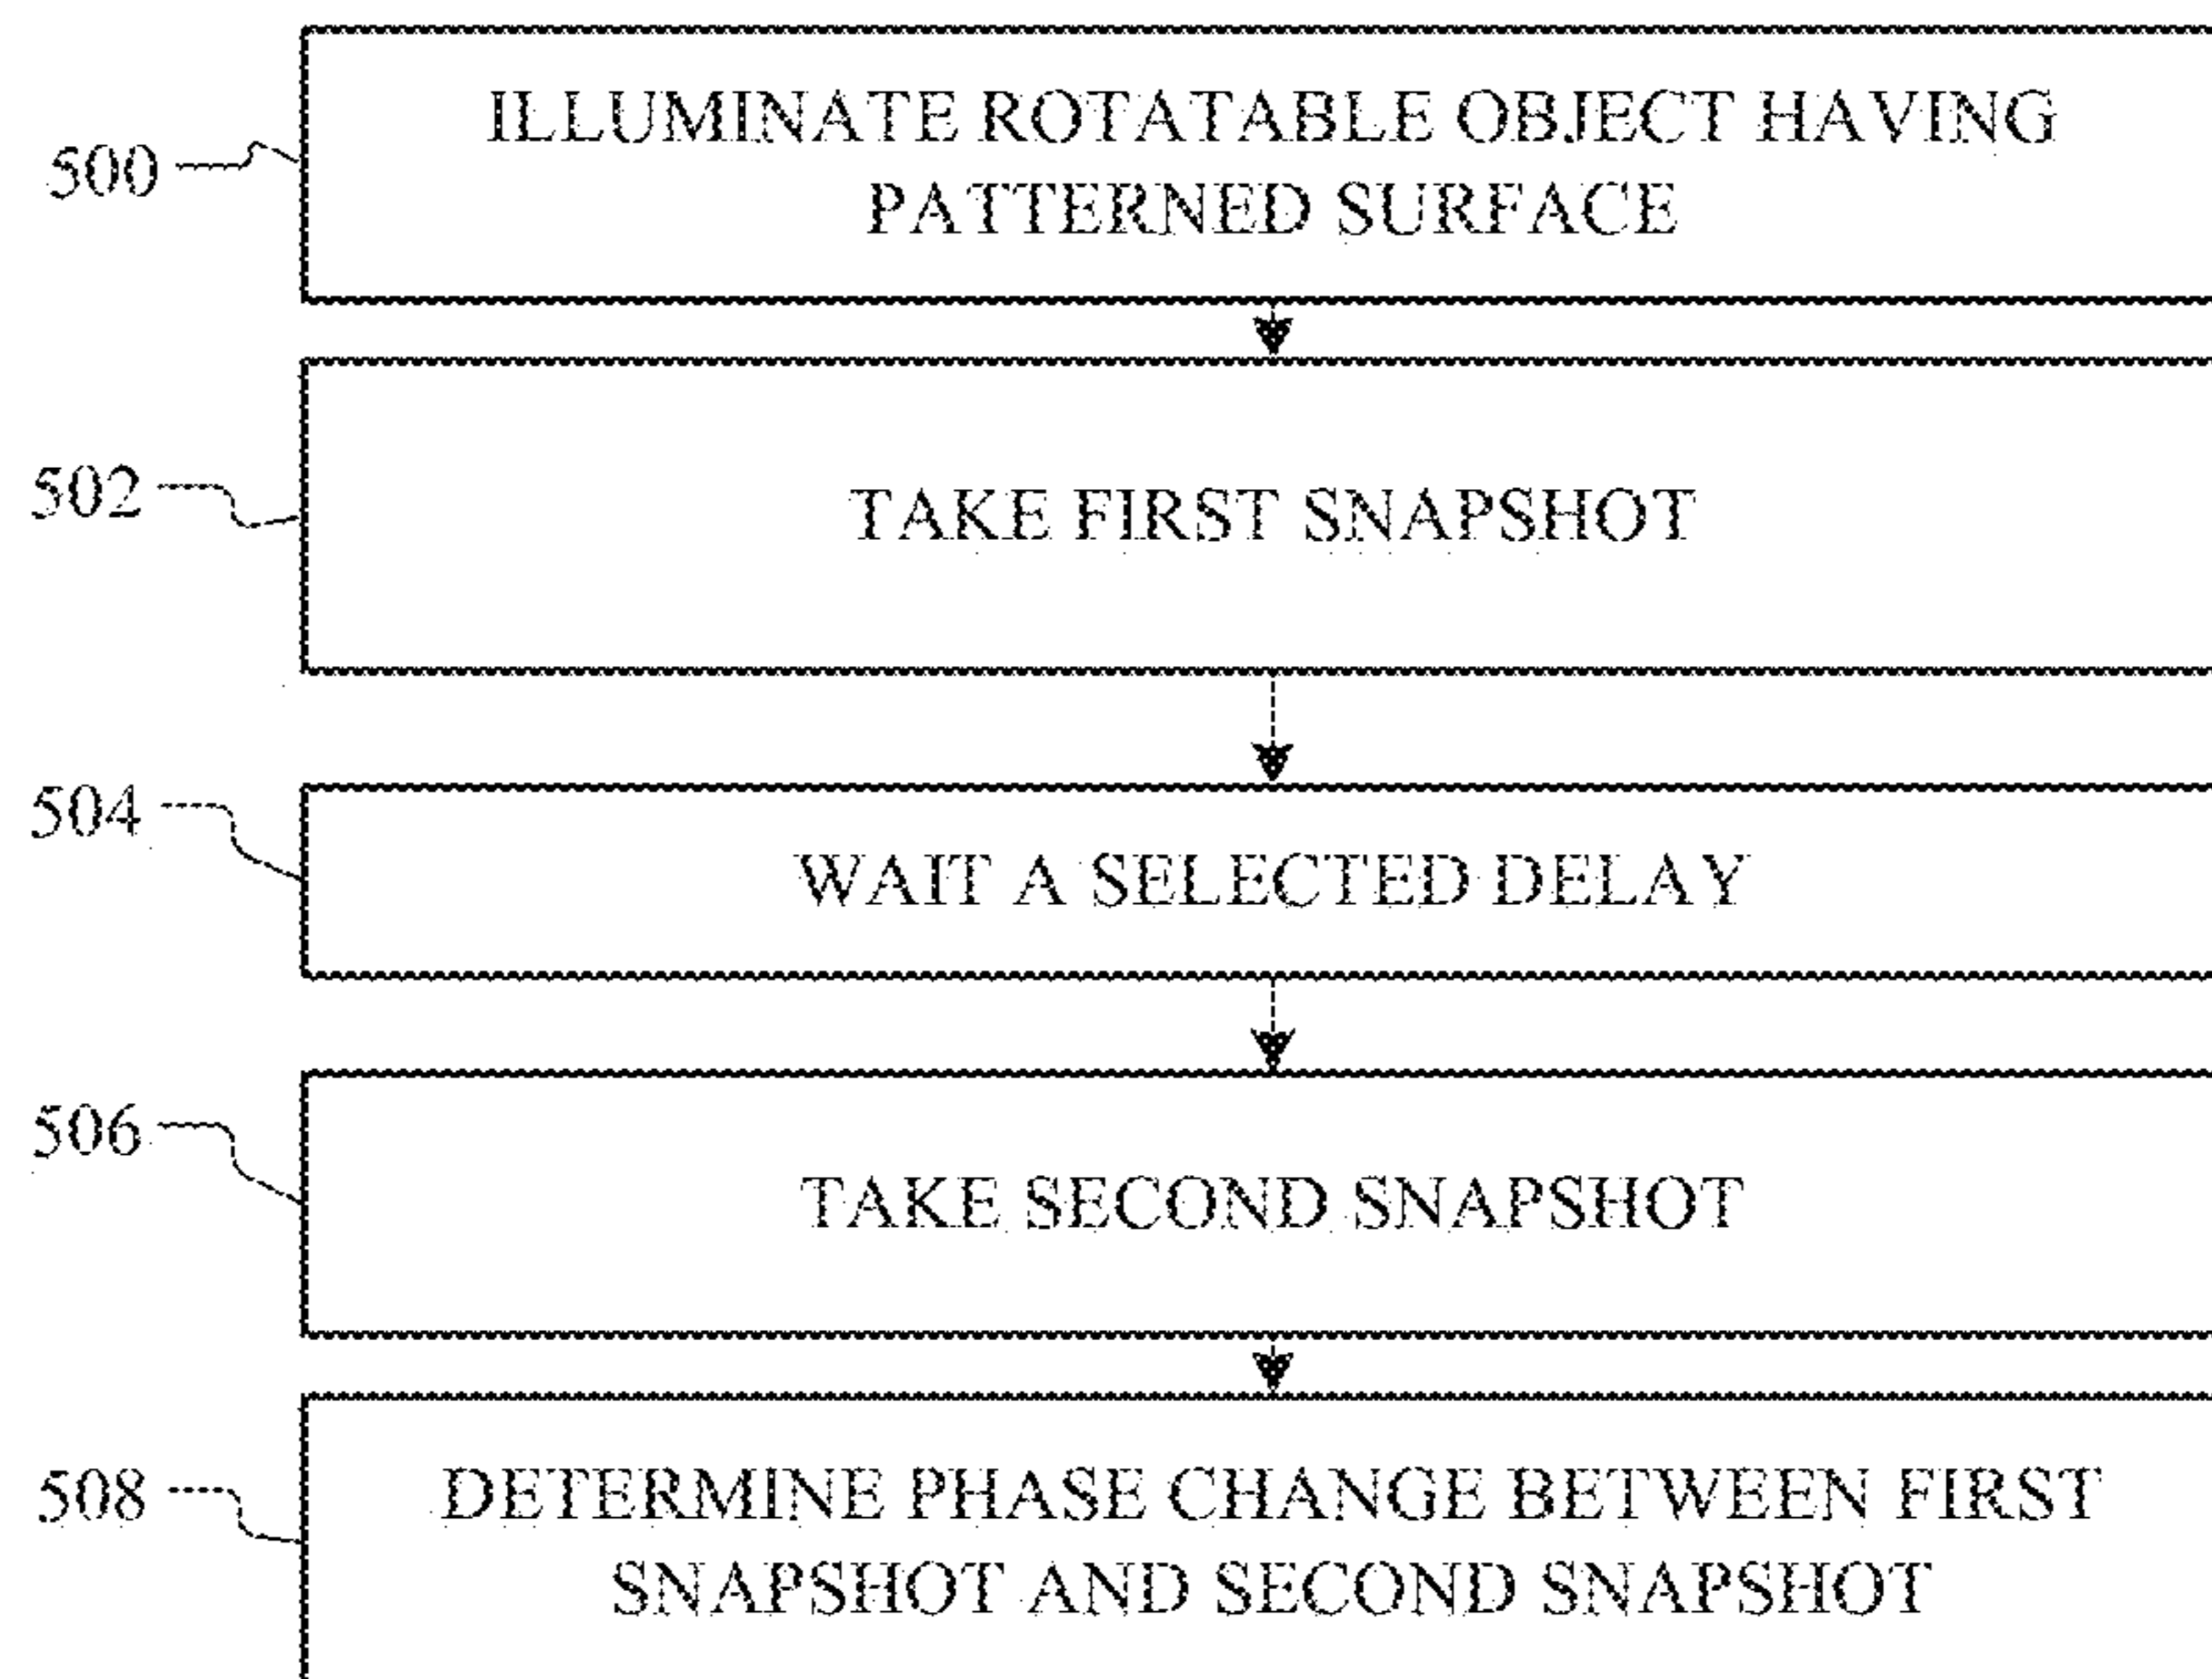 500
ILLUMINATE ROTATABLE OBJECT HAVING
PATTERNED SURFACE
502
TAKE FIRST SNAPSHOT
504
WAIT A SELECTED DELAY
506
TAKE SECOND SNAPSHOT
508
DETERMINE PHASE CHANGE BETWEEN FIRST
SNAPSHOT AND SECOND SNAPSHOT